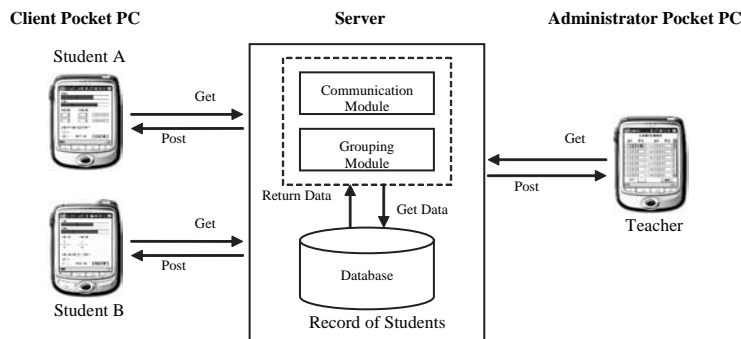 Client Pocket PC
Server
Administrator Pocket PC
Student A
Get
Post
Communication
Module
Grouping
Module
Get
Post
Return Data
Get Data
Teacher
Get
Post
Database
Student B
Record of Students